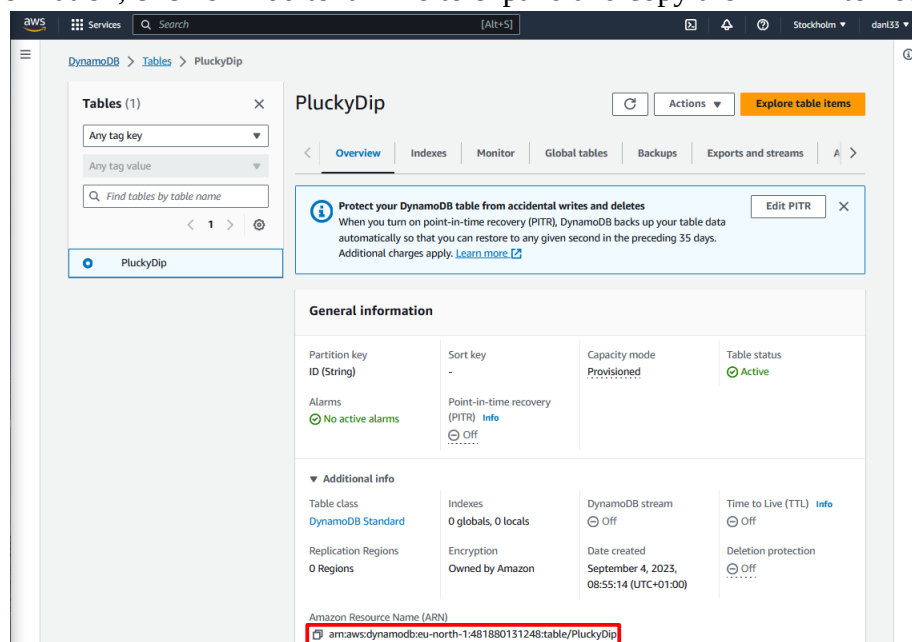 aws Services Search [Alt+S] Stockholm ▼ danl33 ▼
DynamoDB > Tables > PluckyDip
Tables (1)
Any tag key
Any tag value
Find tables by table name
< 1 >
PluckyDip
PluckyDip
Actions ▼ Explore table items
Overview Indexes Monitor Global tables Backups Exports and streams
Protect your DynamoDB table from accidental writes and deletes
When you turn on point-in-time recovery (PITR), DynamoDB backs up your table data
automatically so that you can restore to any given second in the preceding 35 days.
Additional charges apply. Learn more
Edit PITR
General information
Partition key Sort key Capacity mode Table status
ID (String) - Provisioned Active
Alarms Point-in-time recovery
No active alarms (PITR) Info
Off
▼ Additional info
Table class Indexes DynamoDB stream Time to Live (TTL) Info
DynamoDB Standard 0 globals, 0 locals Off Off
Replication Regions Encryption Date created Deletion protection
0 Regions Owned by Amazon September 4, 2023, Off
08:55:14 (UTC+01:00)
Amazon Resource Name (ARN)
arn:aws:dynamodb:eu-north-1:481880131248:table/PluckyDip